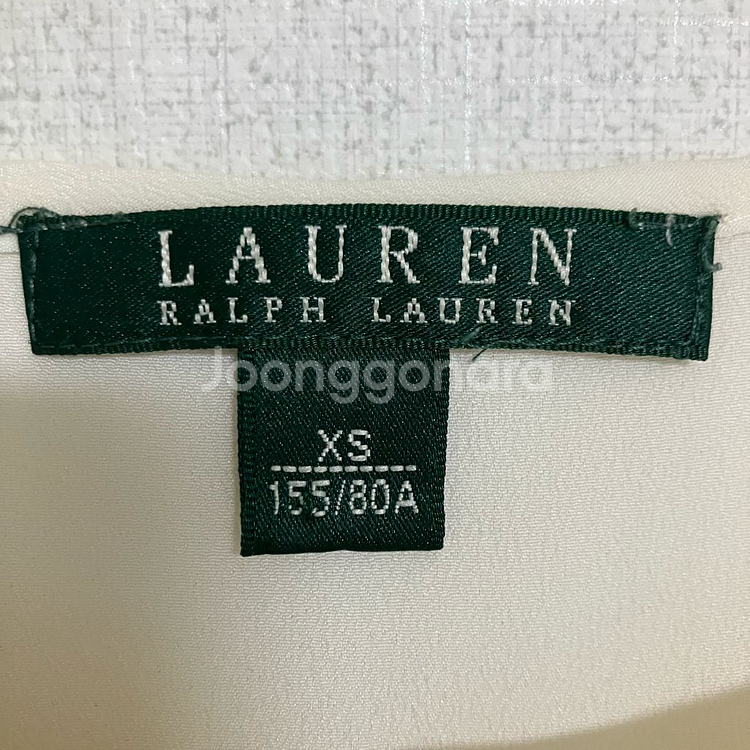 LAUREN
RALPH LAUREN
Joonggonara
XS
155/80A